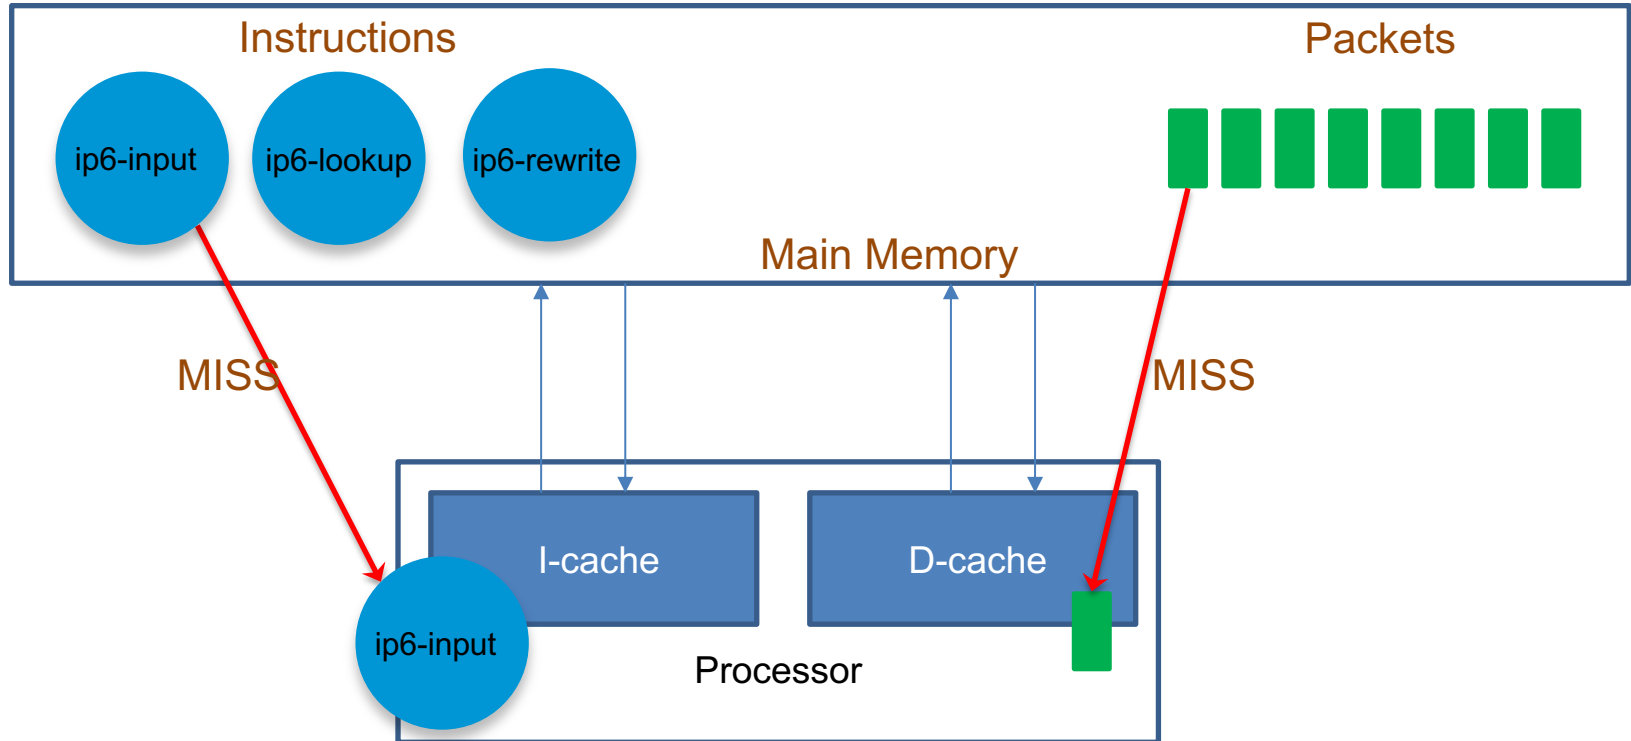 Instructions
Packets
ip6-input
ip6-lookup
ip6-rewrite
Main Memory
MISS
MISS
I-cache
D-cache
ip6-input
Processor